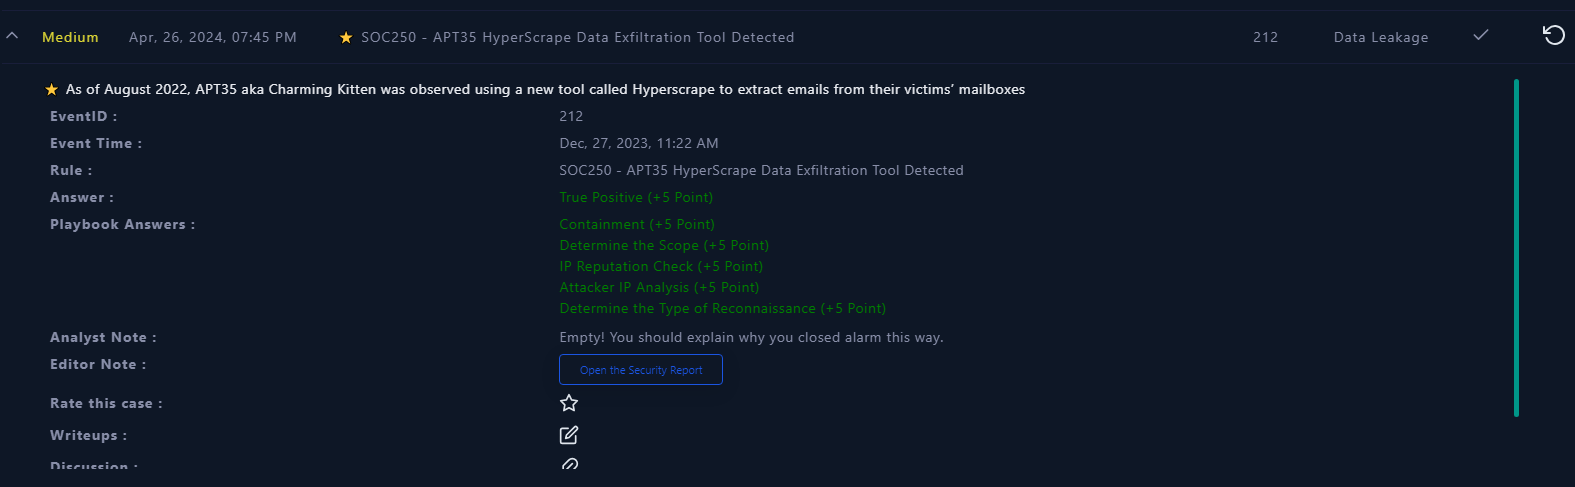 Medium Apr, 26, 2024, 07:45 PM SOC250 - APT35 HyperScrape Data Exfiltration Tool Detected 212 Data Leakage
As of August 2022, APT35 aka Charming Kitten was observed using a new tool called Hyperscrape to extract emails from their victims’ mailboxes
EventID : 212
Event Time : Dec, 27, 2023, 11:22 AM
Rule : SOC250 - APT35 HyperScrape Data Exfiltration Tool Detected
Answer : True Positive (+5 Point)
Playbook Answers : Containment (+5 Point)
Determine the Scope (+5 Point)
IP Reputation Check (+5 Point)
Attacker IP Analysis (+5 Point)
Determine the Type of Reconnaissance (+5 Point)
Analyst Note : Empty! You should explain why you closed alarm this way.
Editor Note : Open the Security Report
Rate this case :
Writeups :
Discussion :